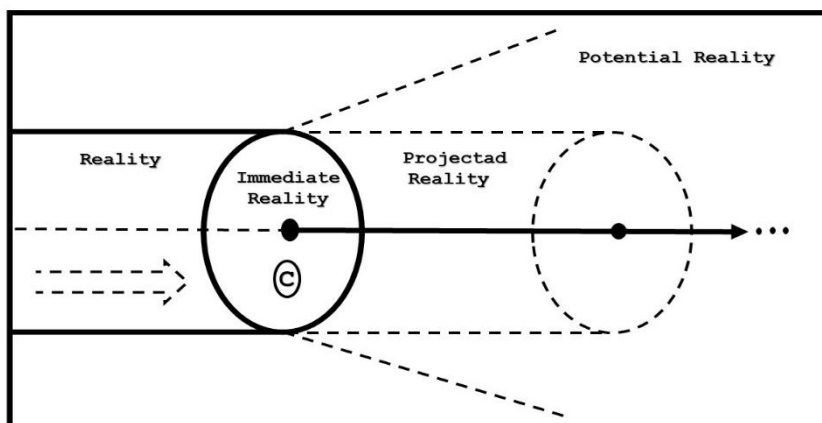 Potential Reality
Reality
Projectad
Reality
Immediate
Reality
C